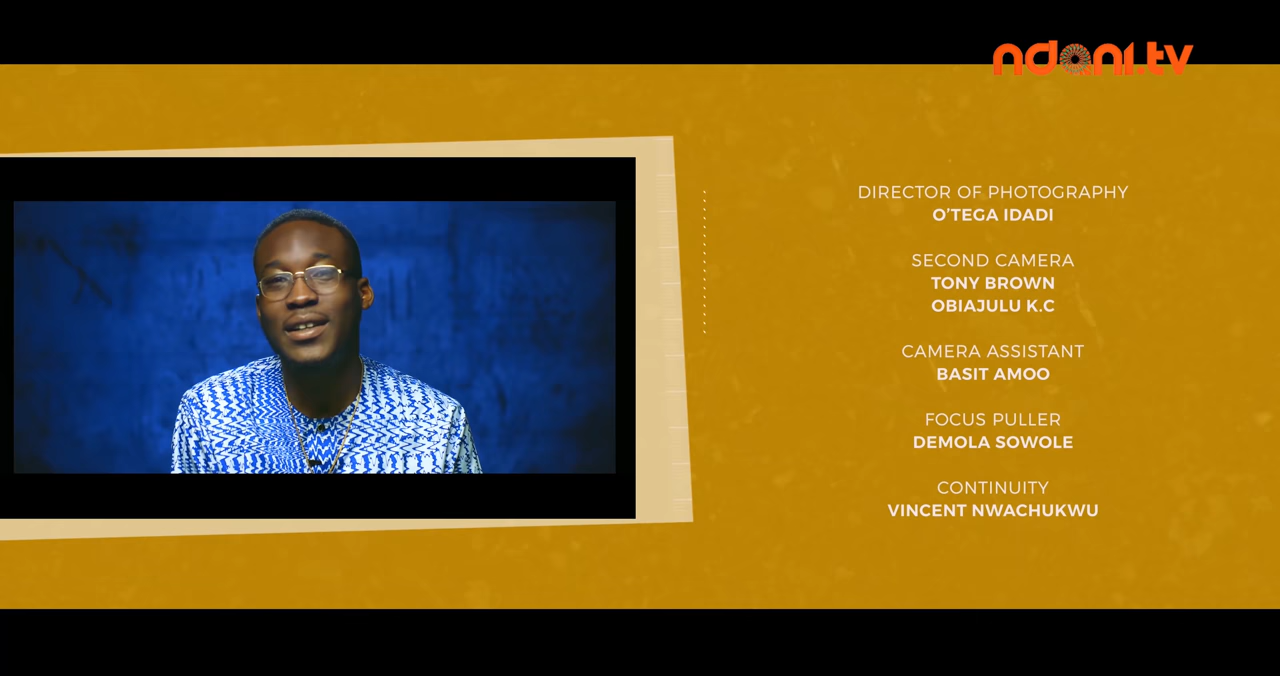 ndani.tv
DIRECTOR OF PHOTOGRAPHY
O'TEGA IDADI
SECOND CAMERA
TONY BROWN
OBIAJULU K.C
CAMERA ASSISTANT
BASIT AMOO
FOCUS PULLER
DEMOLA SOWOLE
CONTINUITY
VINCENT NWACHUKWU